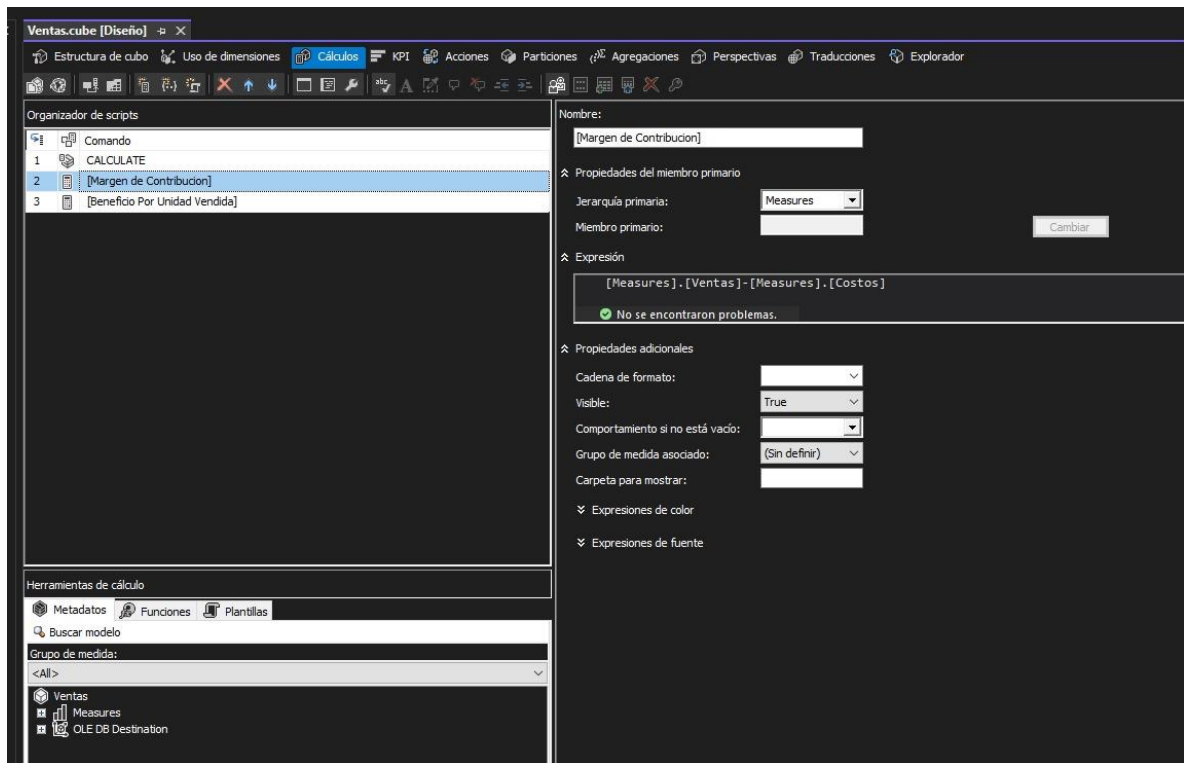 Ventas.cube [Diseño]
Estructura de cubo Uso de dimensiones Cálculos KPI Acciones Particiones Agregaciones Perspectivas Traducciones Explorador
Organizador de scripts
Comando
1 CALCULATE
2 [Margen de Contribucion]
3 [Beneficio Por Unidad Vendida]
Herramientas de cálculo
Metadatos Funciones Plantillas
Buscar modelo
Grupo de medida:
<All>
Ventas
Measures
OLE DB Destination
Nombre:
[Margen de Contribucion]
Propiedades del miembro primario
Jerarquía primaria: Measures
Miembro primario: Cambiar
Expresión
[Measures].[Ventas]-[Measures].[Costos]
No se encontraron problemas.
Propiedades adicionales
Cadena de formato:
Visible: True
Comportamiento si no está vacío:
Grupo de medida asociado: (Sin definir)
Carpeta para mostrar:
Expresiones de color
Expresiones de fuente